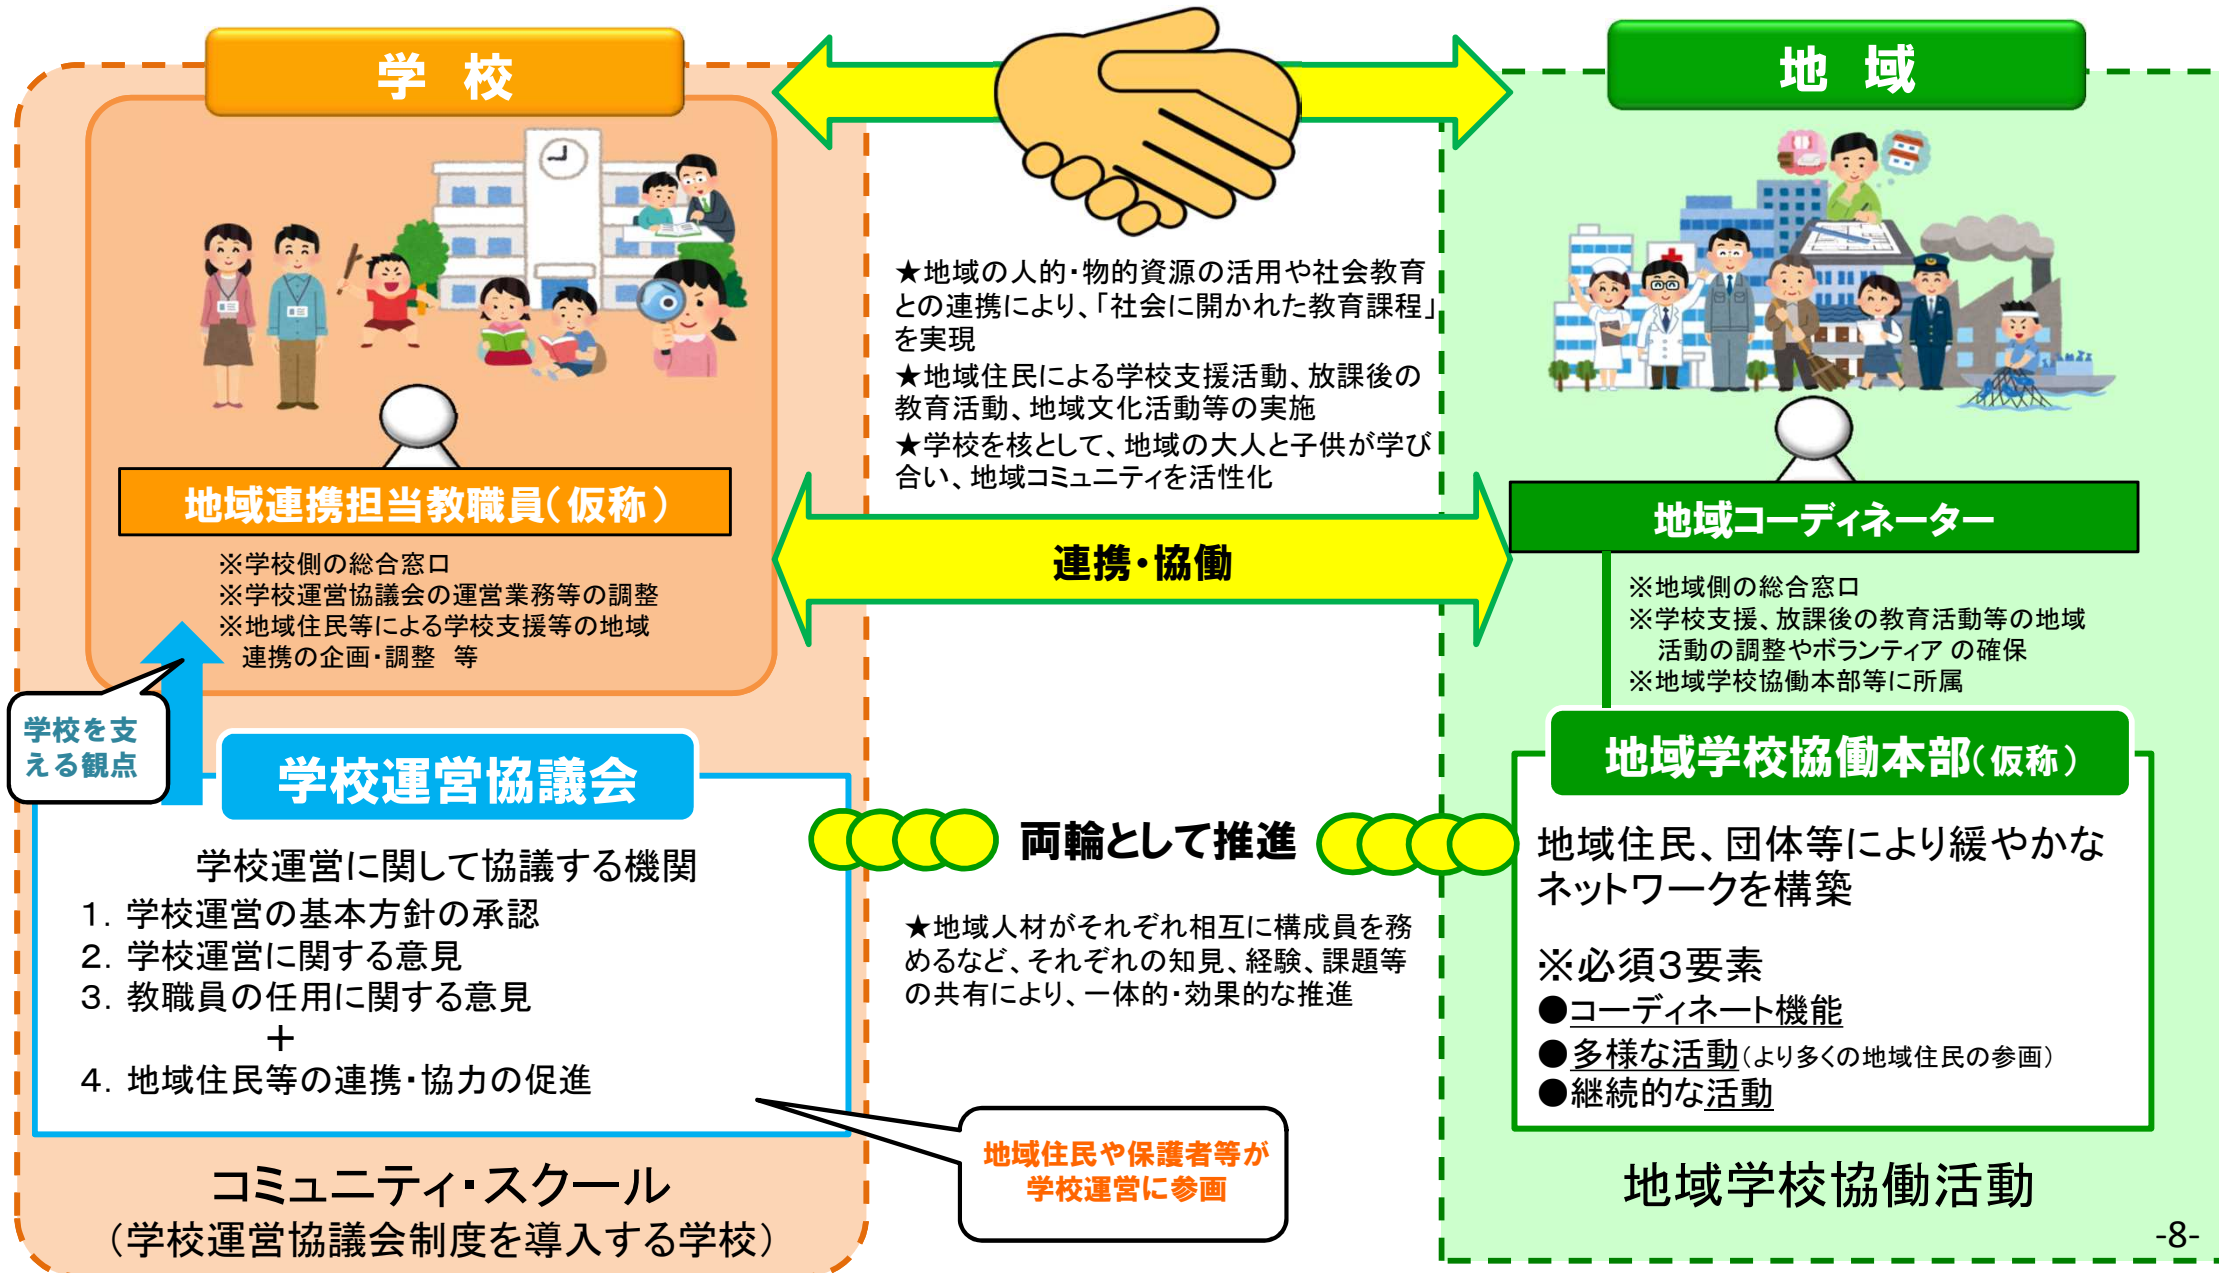 学 校
地 域
★地域の人的・物的資源の活用や社会教育
との連携により、「社会に開かれた教育課程」
を実現
★地域住民による学校支援活動、放課後の
教育活動、地域文化活動等の実施
★学校を核として、地域の大人と子供が学び
合い、地域コミュニティを活性化
地域連携担当教職員(仮称)
※学校側の総合窓口
※学校運営協議会の運営業務等の調整
※地域住民等による学校支援等の地域
連携の企画・調整 等
連携・協働
地域コーディネーター
※地域側の総合窓口
※学校支援、放課後の教育活動等の地域
活動の調整やボランティア の確保
※地域学校協働本部等に所属
学校を支
える観点
学校運営協議会
学校運営に関して協議する機関
1. 学校運営の基本方針の承認
2. 学校運営に関する意見
3. 教職員の任用に関する意見
+
4. 地域住民等の連携・協力の促進
両輪として推進
★地域人材がそれぞれ相互に構成員を務
めるなど、それぞれの知見、経験、課題等
の共有により、一体的・効果的な推進
地域学校協働本部(仮称)
地域住民、団体等により緩やかな
ネットワークを構築
※必須3要素
●コーディネート機能
●多様な活動(より多くの地域住民の参画)
●継続的な活動
地域住民や保護者等が
学校運営に参画
コミュニティ・スクール
(学校運営協議会制度を導入する学校)
地域学校協働活動
-8-